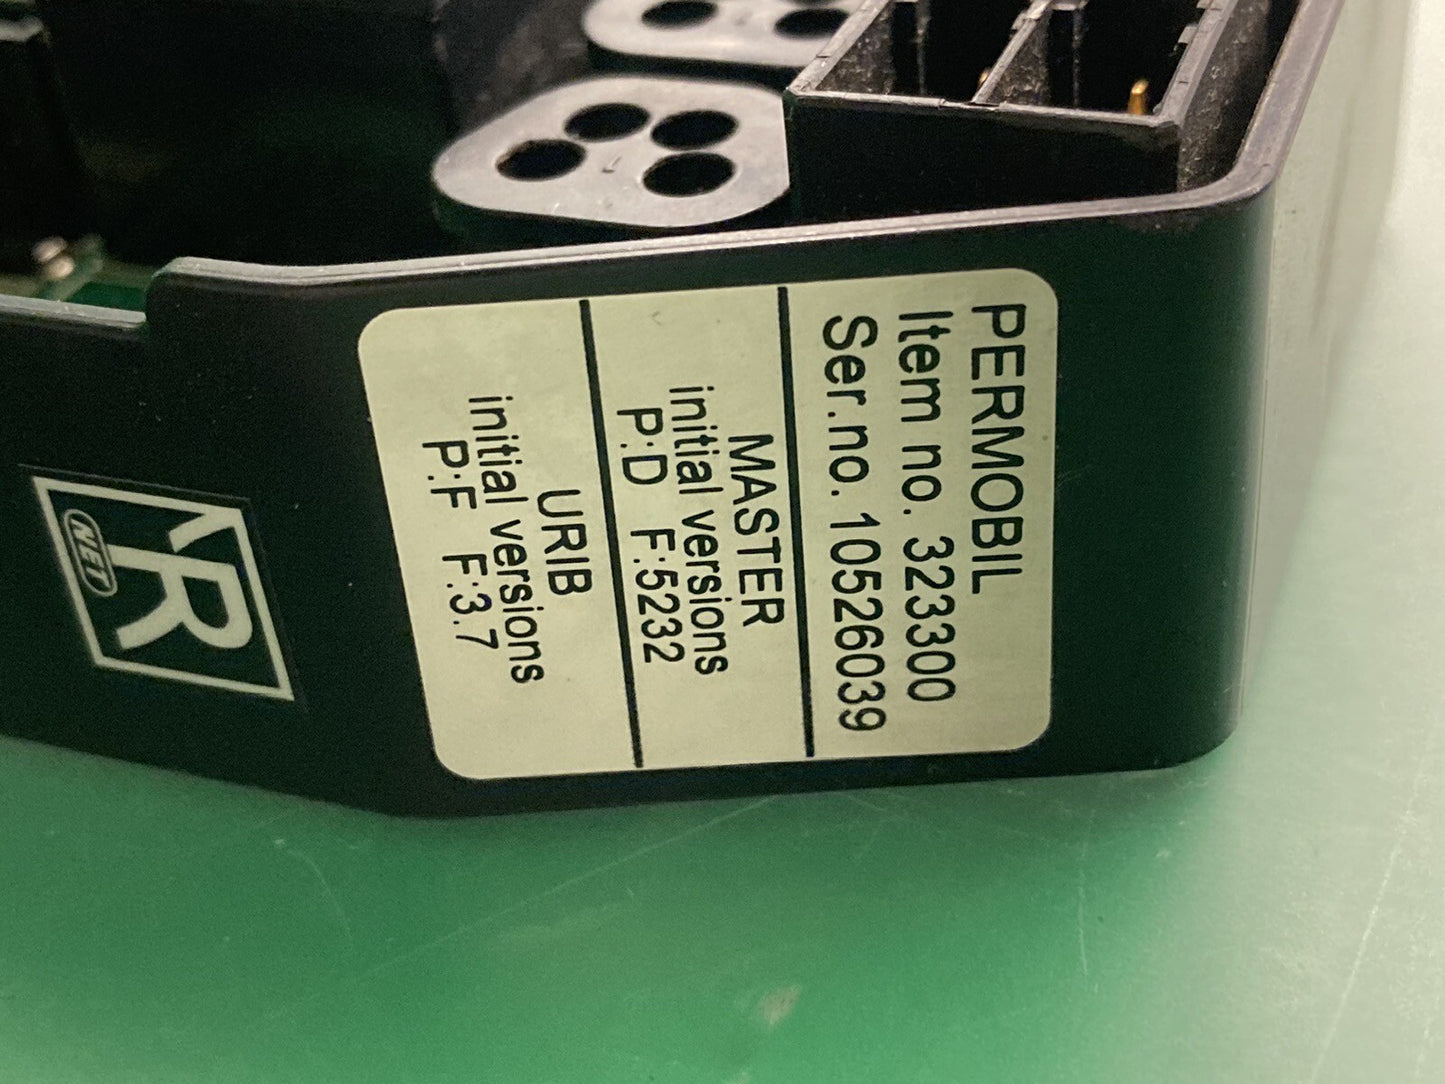 PERMOBIL
Item no. 323300
Ser.no. 10526039
MASTER
initial versions
P:D F:5232
URIB
initial versions
P:F F:3.7
R
NET